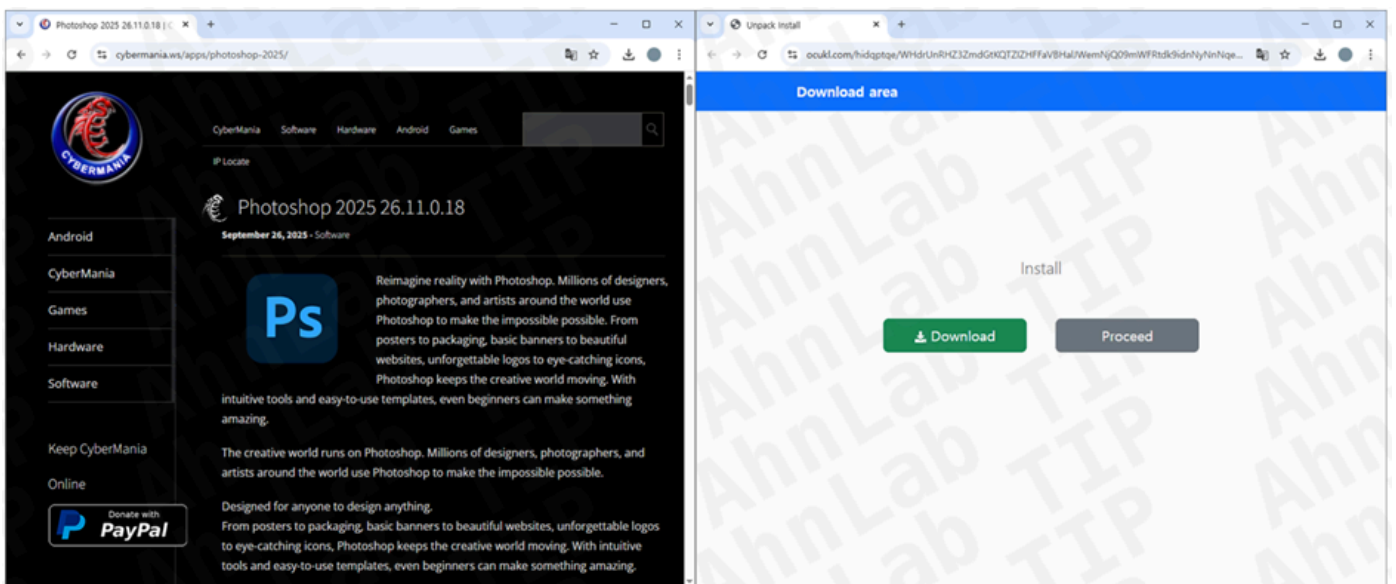 Photoshop 2025 26.11.0.18 | C
cybermania.ws/apps/photoshop-2025/
CYBERMANIA
CyberMania Software Hardware Android Games
IP Locate
Photoshop 2025 26.11.0.18
September 26, 2025 - Software
Android
CyberMania
Games
Hardware
Software
Keep CyberMania
Online
Donate with
PayPal
Ps
Reimagine reality with Photoshop. Millions of designers,
photographers, and artists around the world use
Photoshop to make the impossible possible. From
posters to packaging, basic banners to beautiful
websites, unforgettable logos to eye-catching icons,
Photoshop keeps the creative world moving. With
intuitive tools and easy-to-use templates, even beginners can make something
amazing.
The creative world runs on Photoshop. Millions of designers, photographers, and
artists around the world use Photoshop to make the impossible possible.
Designed for anyone to design anything.
From posters to packaging, basic banners to beautiful websites, unforgettable logos
to eye-catching icons, Photoshop keeps the creative world moving. With intuitive
tools and easy-to-use templates, even beginners can make something amazing.
Unpack Install
Download area
Install
Download Proceed
AhnLab TIP